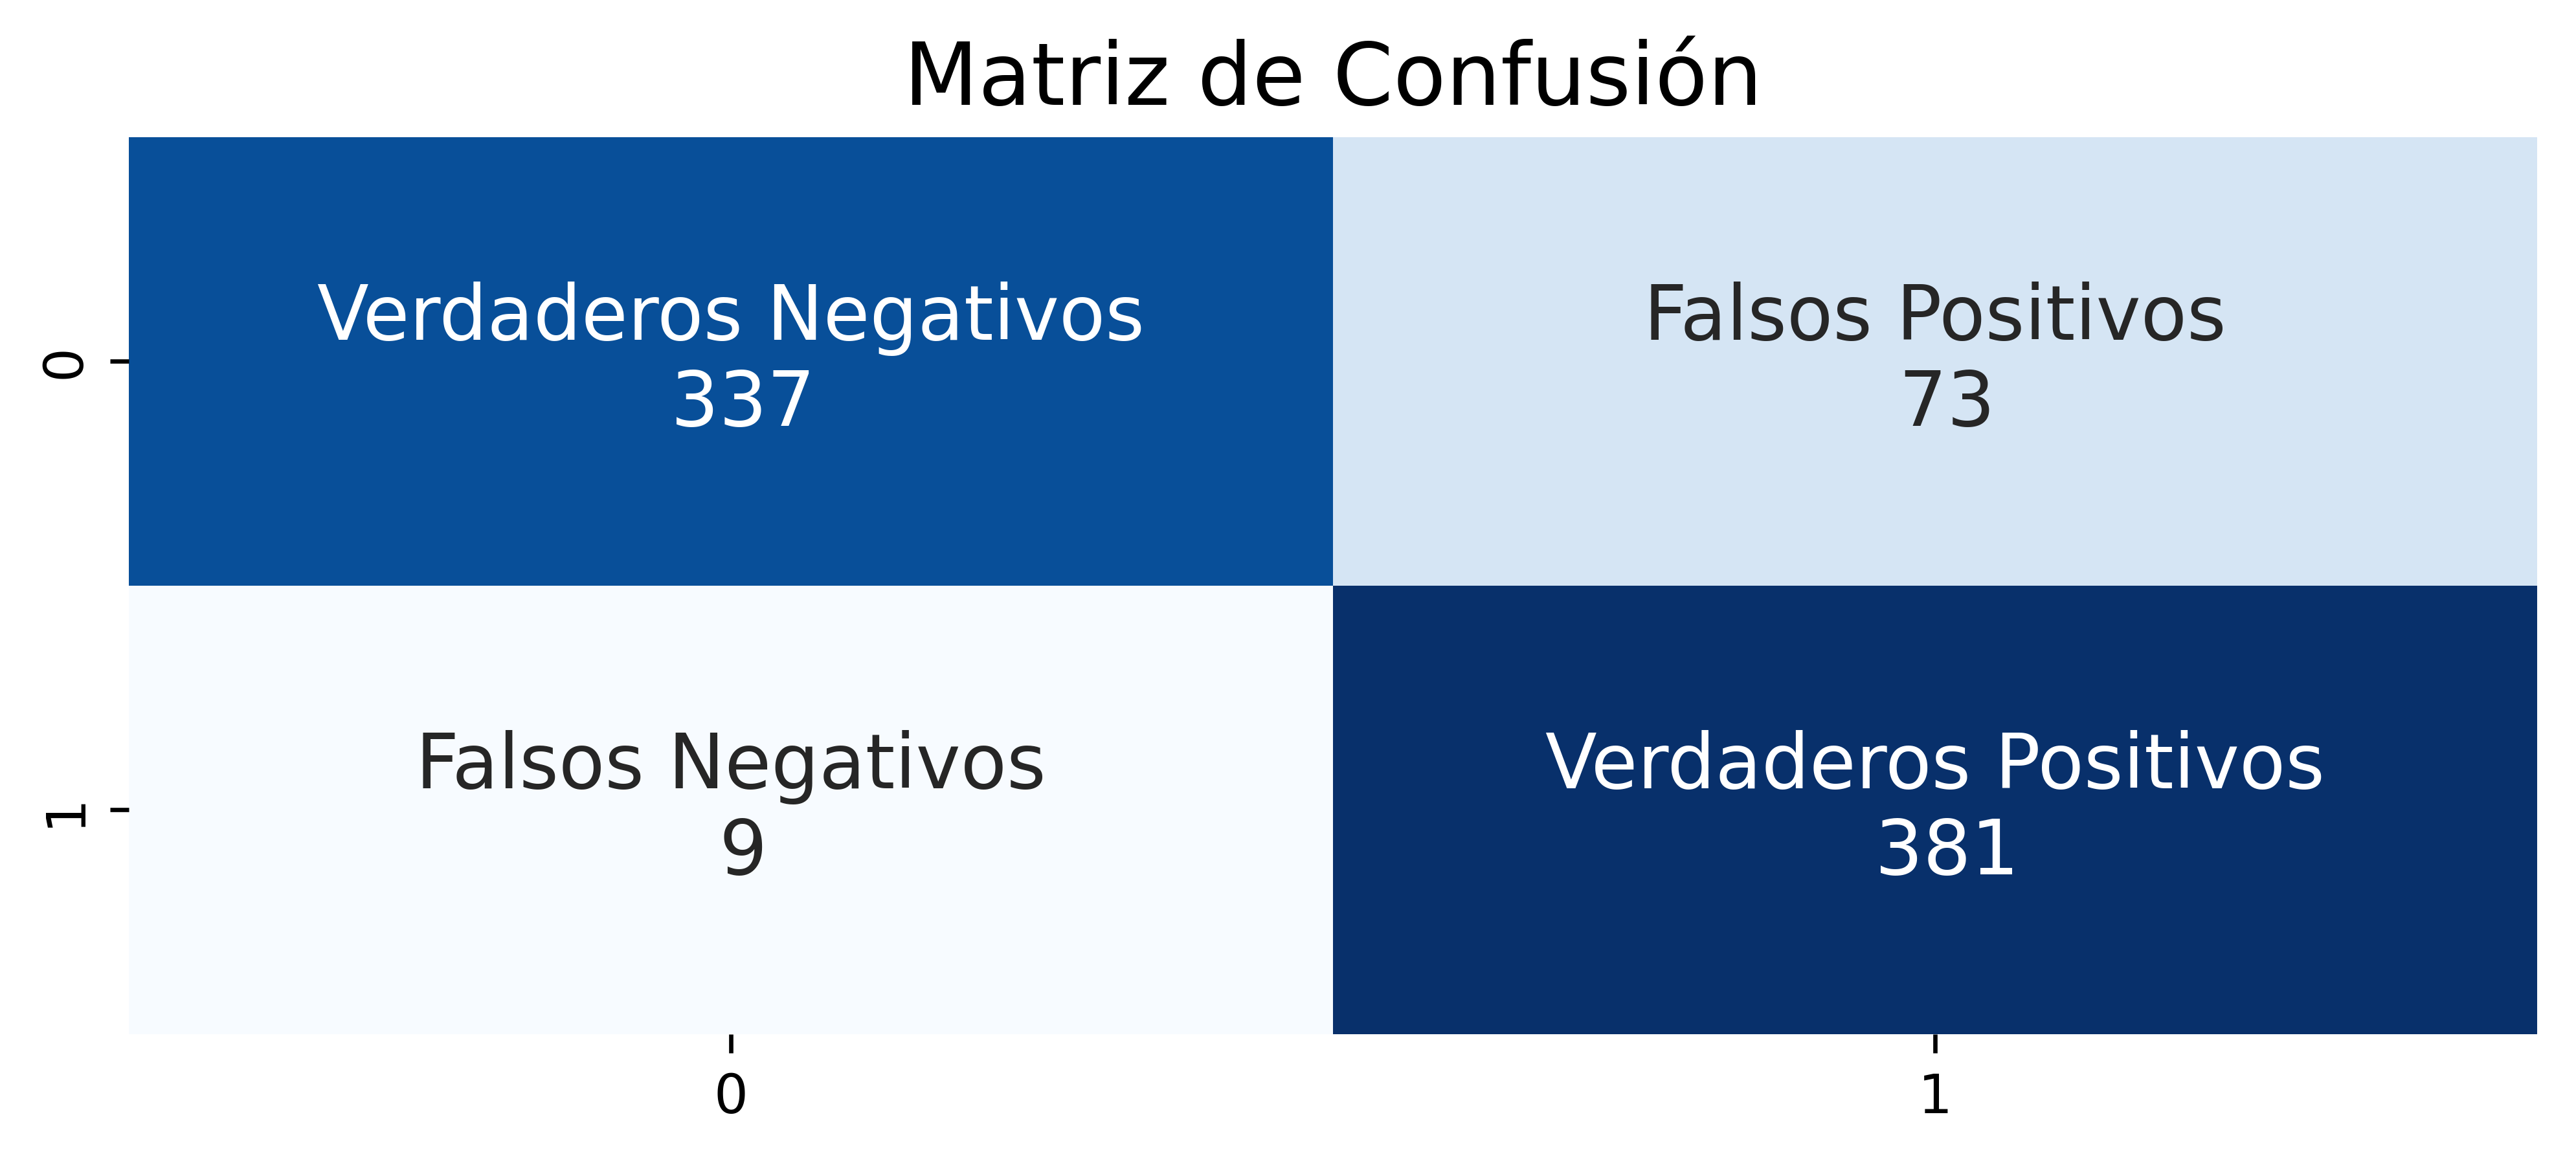 Matriz de Confusión
0
Verdaderos Negativos
337
Falsos Positivos
73
1
Falsos Negativos
9
Verdaderos Positivos
381
0
1